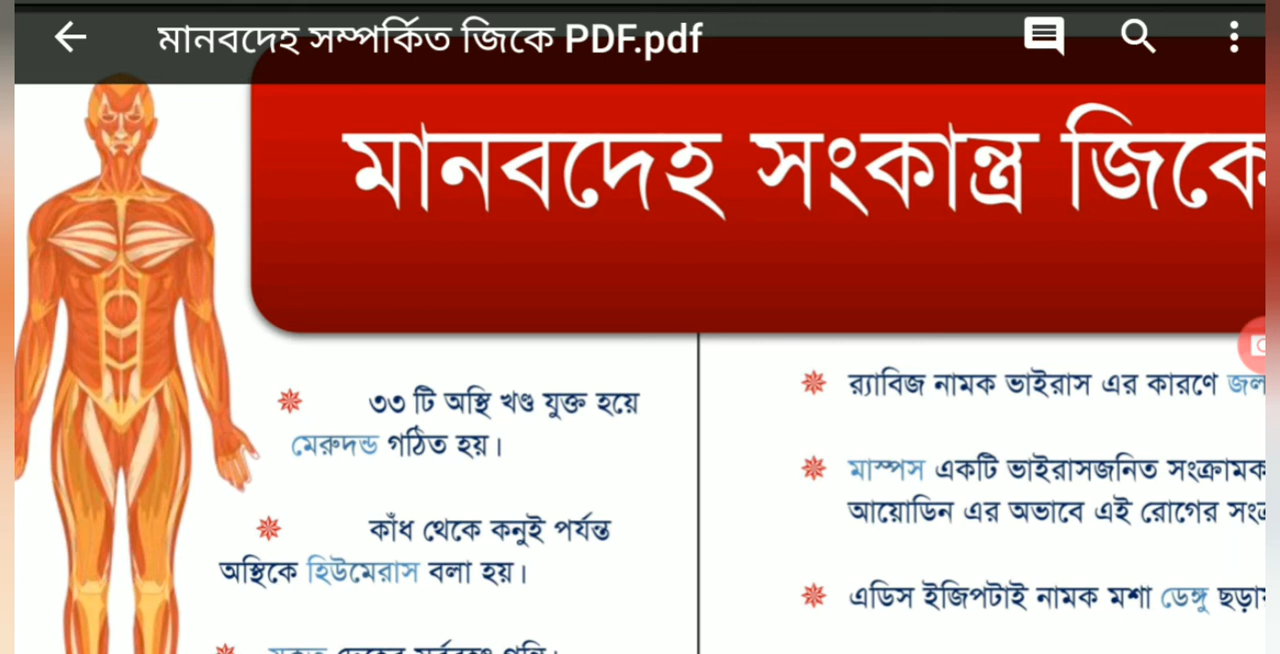 মানবদেহ সম্পর্কিত জিকে PDF.pdf
মানবদেহ সংকান্ত্র জিকে
৩৩ টি অস্থি খণ্ড যুক্ত হয়ে
মেরুদন্ড গঠিত হয়।
কাঁধ থেকে কনুই পর্যন্ত
অস্থিকে হিউমেরাস বলা হয়।
র‍্যাবিজ নামক ভাইরাস এর কারণে জল
মাম্পস একটি ভাইরাসজনিত সংক্রামক
আয়োডিন এর অভাবে এই রোগের
এডিস ইজিপটাই নামক মশা ডেঙ্গু